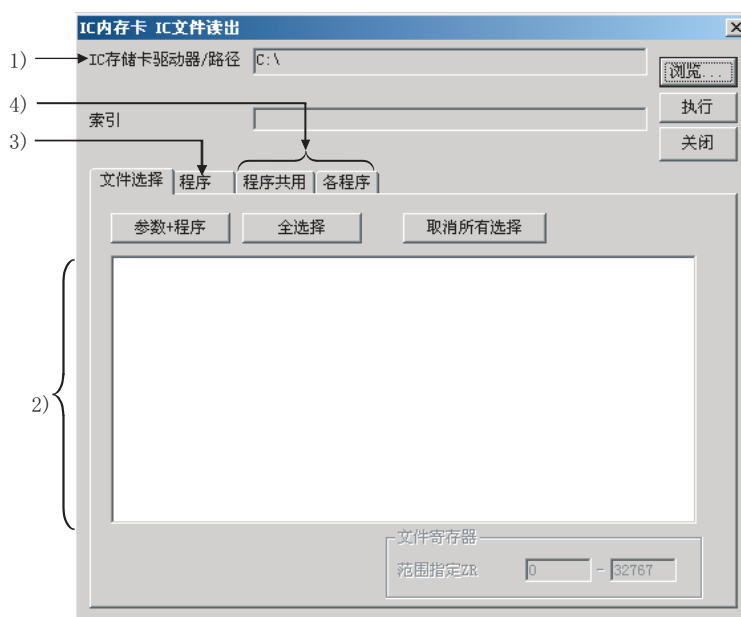 IC内存卡 IC文件读出
1)
IC存储卡驱动器/路径
C:\
浏览...
4)
索引
执行
3)
关闭
文件选择
程序
程序共用
各程序
参数+程序
全选择
取消所有选择
2)
文件寄存器
范围指定ZR
0
-
32767